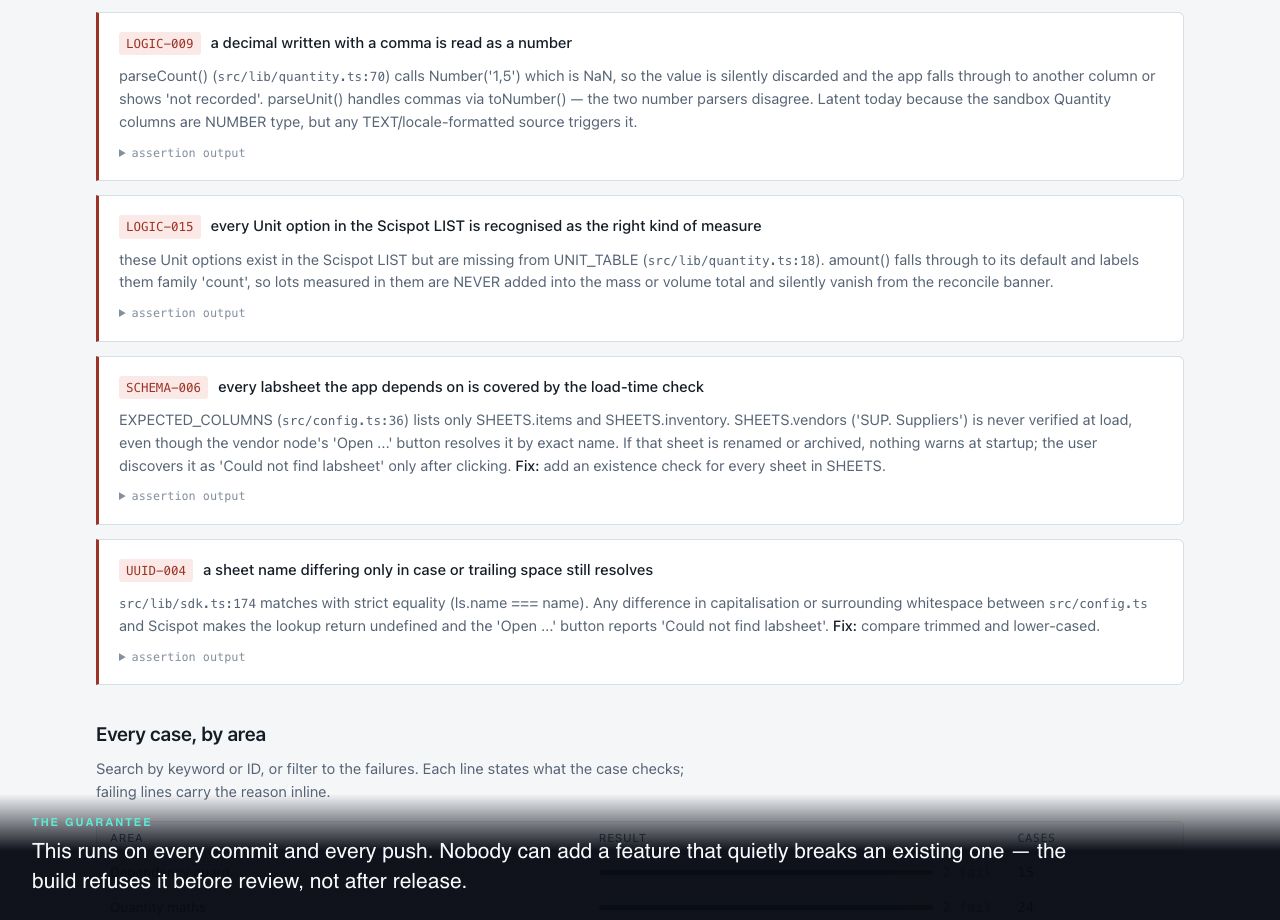 LOGIC-009 a decimal written with a comma is read as a number
parseCount() (src/lib/quantity.ts:70) calls Number('1,5') which is NaN, so the value is silently discarded and the app falls through to another column or
shows 'not recorded'. parseUnit() handles commas via toNumber() — the two number parsers disagree. Latent today because the sandbox Quantity
columns are NUMBER type, but any TEXT/locale-formatted source triggers it.
▶ assertion output
LOGIC-015 every Unit option in the Scispot LIST is recognised as the right kind of measure
these Unit options exist in the Scispot LIST but are missing from UNIT_TABLE (src/lib/quantity.ts:18). amount() falls through to its default and labels
them family 'count', so lots measured in them are NEVER added into the mass or volume total and silently vanish from the reconcile banner.
▶ assertion output
SCHEMA-006 every labsheet the app depends on is covered by the load-time check
EXPECTED_COLUMNS (src/config.ts:36) lists only SHEETS.items and SHEETS.inventory. SHEETS.vendors ('SUP. Suppliers') is never verified at load,
even though the vendor node's 'Open ...' button resolves it by exact name. If that sheet is renamed or archived, nothing warns at startup; the user
discovers it as 'Could not find labsheet' only after clicking. Fix: add an existence check for every sheet in SHEETS.
▶ assertion output
UUID-004 a sheet name differing only in case or trailing space still resolves
src/lib/sdk.ts:174 matches with strict equality (ls.name === name). Any difference in capitalisation or surrounding whitespace between src/config.ts
and Scispot makes the lookup return undefined and the 'Open ...' button reports 'Could not find labsheet'. Fix: compare trimmed and lower-cased.
▶ assertion output
Every case, by area
Search by keyword or ID, or filter to the failures. Each line states what the case checks;
failing lines carry the reason inline.
THE GUARANTEE
AREA RESULT CASES
This runs on every commit and every push. Nobody can add a feature that quietly breaks an existing one — the
build refuses it before review, not after release.
Quantity maths 2 fail 24